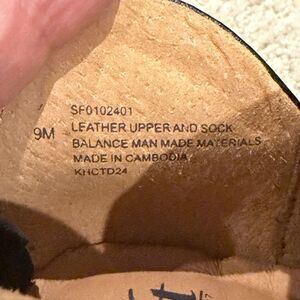 SF0102401
9M LEATHER UPPER AND SOCK
BALANCE MAN MADE MATERIALS
MADE IN CAMBODIA
KHCTD24